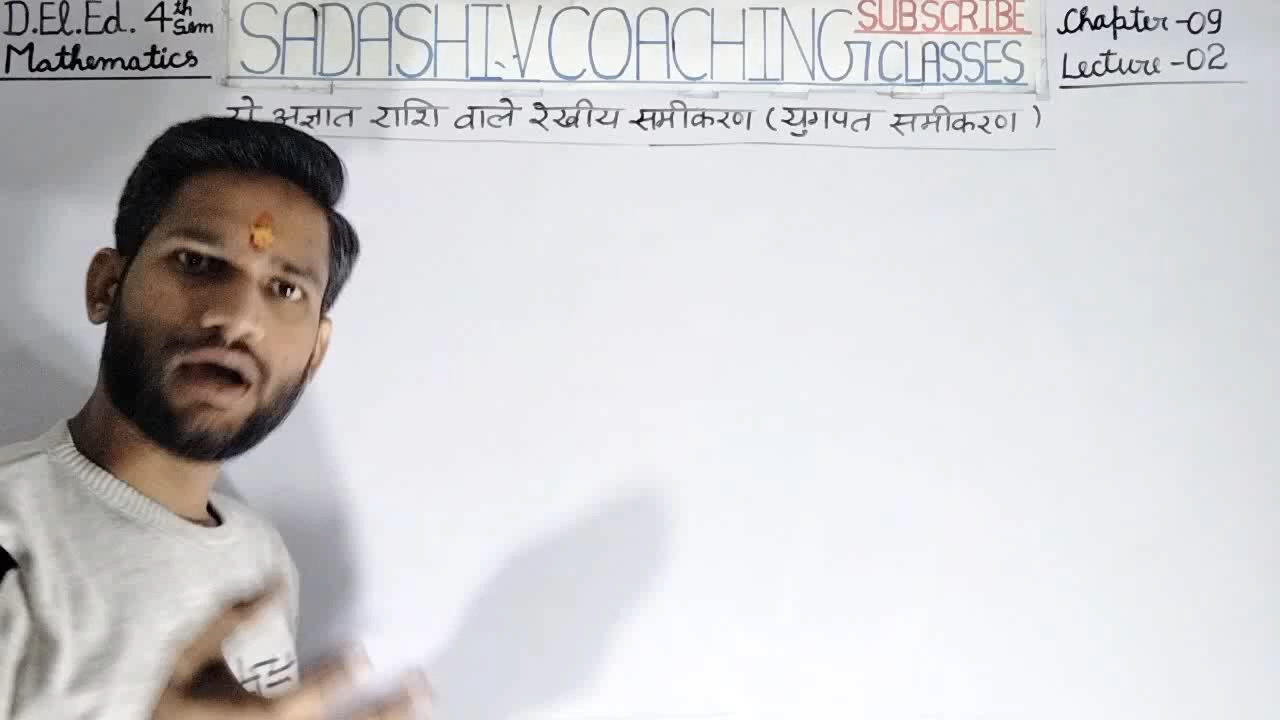 D.El.Ed. 4th Sem
Mathematics
SADASHIV COACHING CLASSES
SUBSCRIBE
Chapter-09
Lecture-02
अज्ञात राशि वाले रेखीय समीकरण (युगपत समीकरण)